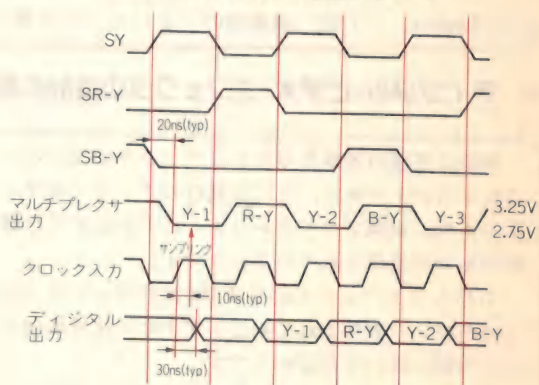 SY
SR-Y
20ns(typ)
SB-Y
マルチプレクサ
出力
Y-1 R-Y Y-2 B-Y Y-3
3.25V
2.75V
サンプリング
クロック入力
10ns(typ)
ディジタル
出力
Y-1 R-Y Y-2 B-Y
30ns(typ)